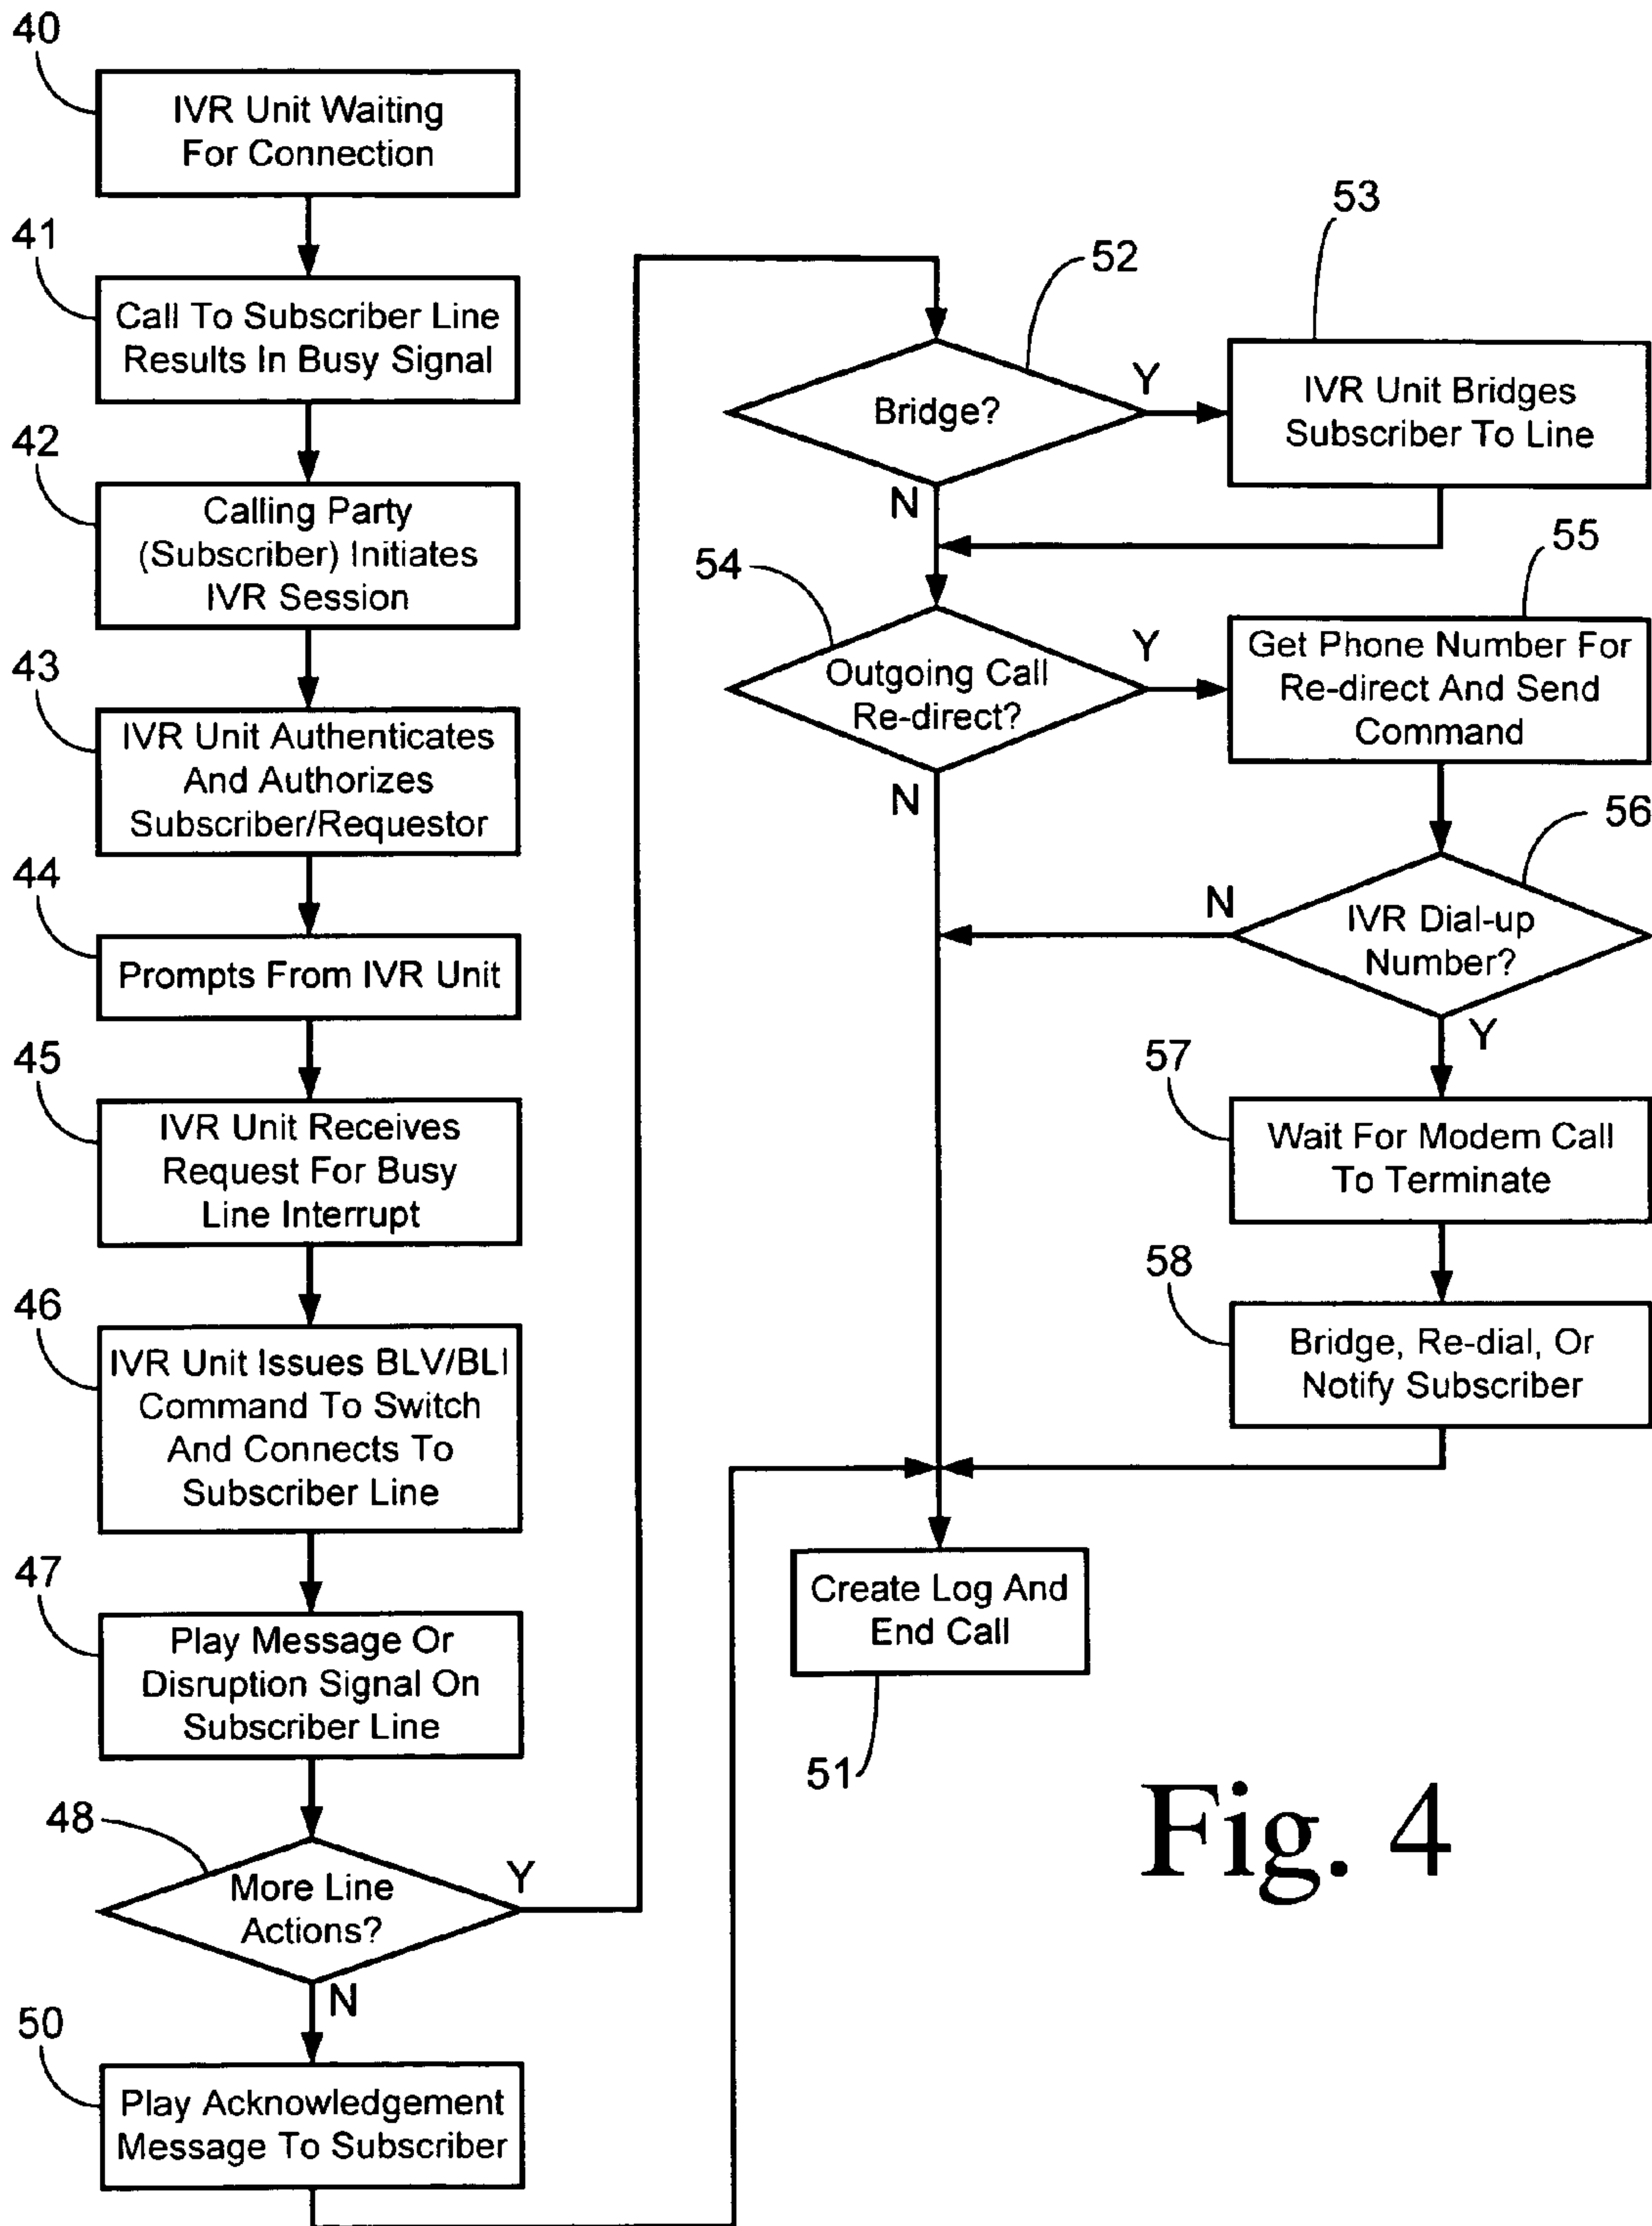 40
IVR Unit Waiting
For Connection
41
Call To Subscriber Line
Results In Busy Signal
42
Calling Party
(Subscriber) Initiates
IVR Session
43
IVR Unit Authenticates
And Authorizes
Subscriber/Requestor
44
Prompts From IVR Unit
45
IVR Unit Receives
Request For Busy
Line Interrupt
46
IVR Unit Issues BLV/BLI
Command To Switch
And Connects To
Subscriber Line
47
Play Message Or
Disruption Signal On
Subscriber Line
48
More Line
Actions?
Y
N
50
Play Acknowledgement
Message To Subscriber
52
Bridge?
Y
N
53
IVR Unit Bridges
Subscriber To Line
54
Outgoing Call
Re-direct?
Y
N
55
Get Phone Number For
Re-direct And Send
Command
56
IVR Dial-up
Number?
N
Y
57
Wait For Modem Call
To Terminate
58
Bridge, Re-dial, Or
Notify Subscriber
Create Log And
End Call
51
Fig. 4